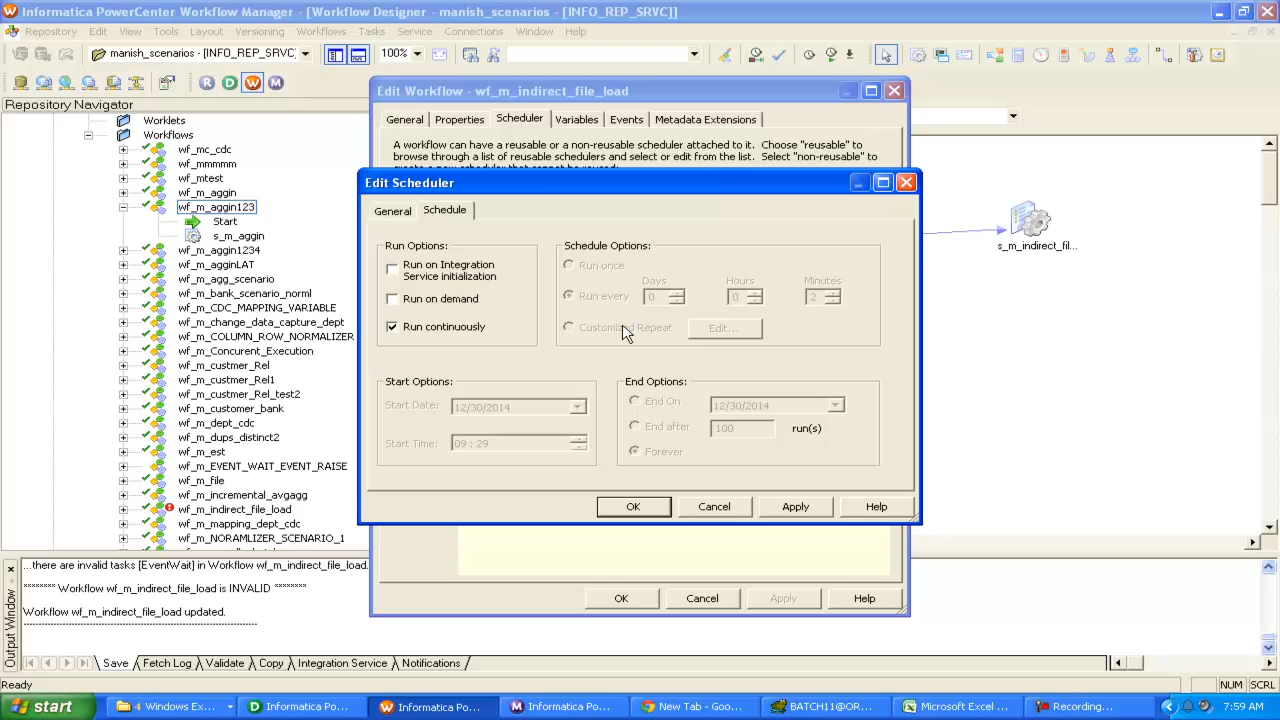 Informatica PowerCenter Workflow Manager - [Workflow Designer - manish_scenarios - [INFO_REP_SRVC]]
Repository Edit View Tools Layout Versioning Workflows Tasks Service Connections Window Help
manish_scenarios - [INFO_REP_SRVC]
100%
R D W M
Repository Navigator
Worklets
Workflows
wf_mc_cdc
wf_mmmmm
wf_mtest
wf_m_aggin
wf_m_aggin123
Start
s_m_aggin
wf_m_aggin1234
wf_m_agginLAT
wf_m_agg_scenario
wf_m_bank_scenario_norml
wf_m_CDC_MAPPING_VARIABLE
wf_m_change_data_capture_dept
wf_m_COLUMN_ROW_NORMALIZER
wf_m_Concurent_Execution
wf_m_custmer_Rel
wf_m_custmer_Rel1
wf_m_custmer_Rel_test2
wf_m_customer_bank
wf_m_dept_cdc
wf_m_dups_distinct2
wf_m_est
wf_m_EVENT_WAIT_EVENT_RAISE
wf_m_file
wf_m_incremental_avgagg
wf_m_indirect_file_load
wf_m_mapping_dept_cdc
wf_m_NORAMLIZER_SCENARIO_1
Edit Workflow - wf_m_indirect_file_load
General Properties Scheduler Variables Events Metadata Extensions
A workflow can have a reusable or a non-reusable scheduler attached to it. Choose "reusable" to
browse through a list of reusable schedulers and select or edit from the list. Select "non-reusable" to
Edit Scheduler
General Schedule
Run Options:
Run on Integration
Service initialization
Run on demand
Run continuously
Schedule Options:
Run once
Days Hours Minutes
Run every 0 0 2
Customized Repeat Edit...
Start Options:
Start Date: 12/30/2014
Start Time: 09 : 29
End Options:
End On 12/30/2014
End after 100 run(s)
Forever
OK Cancel Apply Help
OK Cancel Apply Help
s_m_indirect_fil...
Output Window
...there are invalid tasks [EventWait] in Workflow wf_m_indirect_file_load.
******** Workflow wf_m_indirect_file_load is INVALID ********
Workflow wf_m_indirect_file_load updated.
Save Fetch Log Validate Copy Integration Service Notifications
Ready
NUM SCRL
start
4 Windows Ex...
Informatica Po...
Informatica Po...
Informatica Po...
New Tab - Goo...
BATCH11@OR...
Microsoft Excel ...
Recording...
7:59 AM